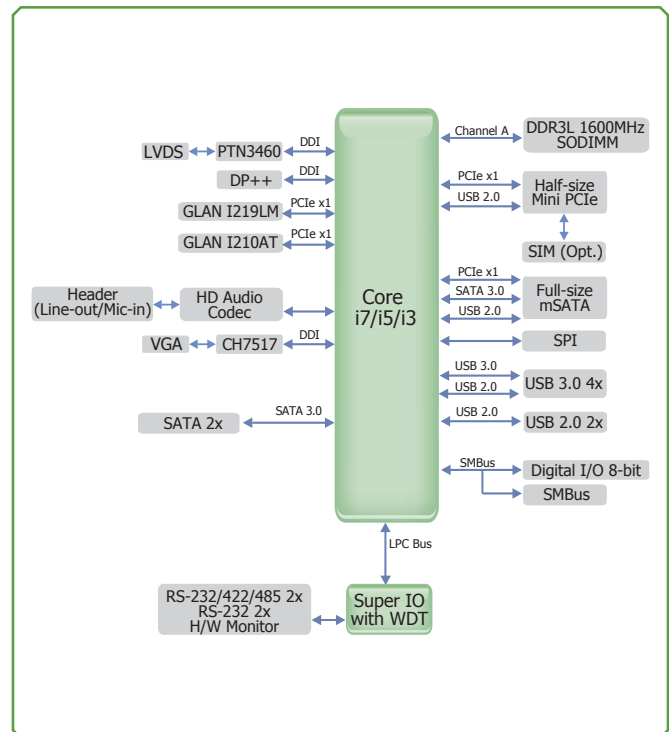 LVDS
PTN3460
DDI
DP++
DDI
GLAN I219LM
PCIe x1
GLAN I210AT
PCIe x1
Header
(Line-out/Mic-in)
HD Audio
Codec
VGA
CH7517
DDI
SATA 2x
SATA 3.0
Core
i7/i5/i3
Channel A
DDR3L 1600MHz
SODIMM
PCIe x1
USB 2.0
Half-size
Mini PCIe
SIM (Opt.)
PCIe x1
SATA 3.0
USB 2.0
Full-size
mSATA
SPI
USB 3.0
USB 2.0
USB 3.0 4x
USB 2.0
USB 2.0 2x
SMBus
Digital I/O 8-bit
SMBus
LPC Bus
RS-232/422/485 2x
RS-232 2x
H/W Monitor
Super IO
with WDT